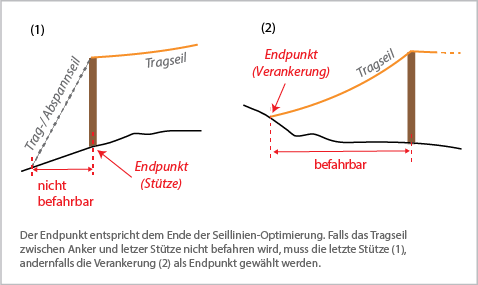 (1)
Trag-/Abspannseil
Tragseil
Endpunkt
(Stütze)
nicht
befahrbar
(2)
Endpunkt
(Verankerung)
Tragseil
befahrbar
Der Endpunkt entspricht dem Ende der Seillinien-Optimierung. Falls das Tragseil
zwischen Anker und letzer Stütze nicht befahren wird, muss die letzte Stütze (1),
andernfalls die Verankerung (2) als Endpunkt gewählt werden.